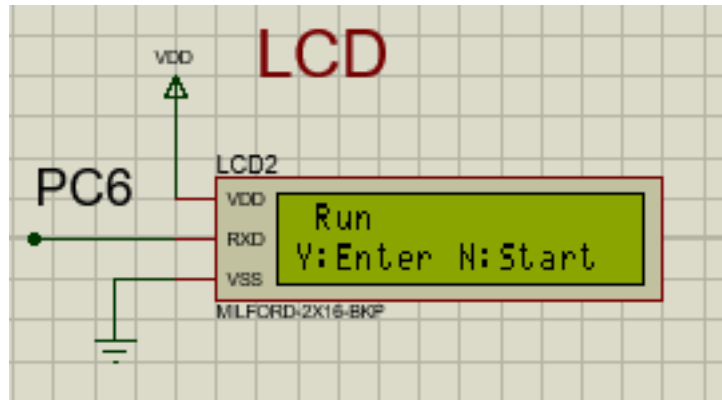 LCD
VDD
PC6
LCD2
VDD
RXD
VSS
Run
Y:Enter N:Start
MILFORD-2X16-BKP